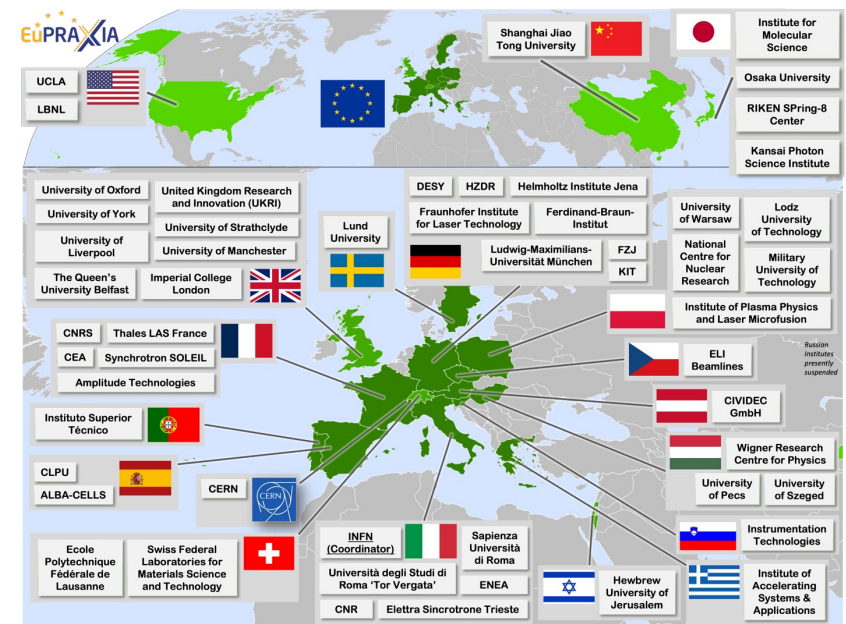 EuPRAXIA
UCLA
LBNL
Shanghai Jiao
Tong University
Institute for
Molecular
Science
Osaka University
RIKEN SPring-8
Center
Kansai Photon
Science Institute
University of Oxford
United Kingdom Research
and Innovation (UKRI)
University of York
University of Strathclyde
University of
Liverpool
University of Manchester
The Queen's
University Belfast
Imperial College
London
Lund
University
DESY
HZDR
Helmholtz Institute Jena
Fraunhofer Institute
for Laser Technology
Ferdinand-Braun-
Institut
Ludwig-Maximilians-
Universität München
FZJ
KIT
University
of Warsaw
Lodz
University
of Technology
National
Centre for
Nuclear
Research
Military
University of
Technology
Institute of Plasma Physics
and Laser Microfusion
CNRS
Thales LAS France
CEA
Synchrotron SOLEIL
Amplitude Technologies
ELI
Beamlines
Russian
Institutes
presently
suspended
CIVIDEC
GmbH
Instituto Superior
Técnico
Wigner Research
Centre for Physics
University
of Pecs
University
of Szeged
CLPU
ALBA-CELLS
CERN
CERN
Instrumentation
Technologies
Ecole
Polytechnique
Fédérale de
Lausanne
Swiss Federal
Laboratories for
Materials Science
and Technology
INFN
(Coordinator)
Sapienza
Università
di Roma
Università degli Studi di
Roma 'Tor Vergata'
ENEA
CNR
Elettra Sincrotrone Trieste
Hewbrew
University of
Jerusalem
Institute of
Accelerating
Systems &
Applications